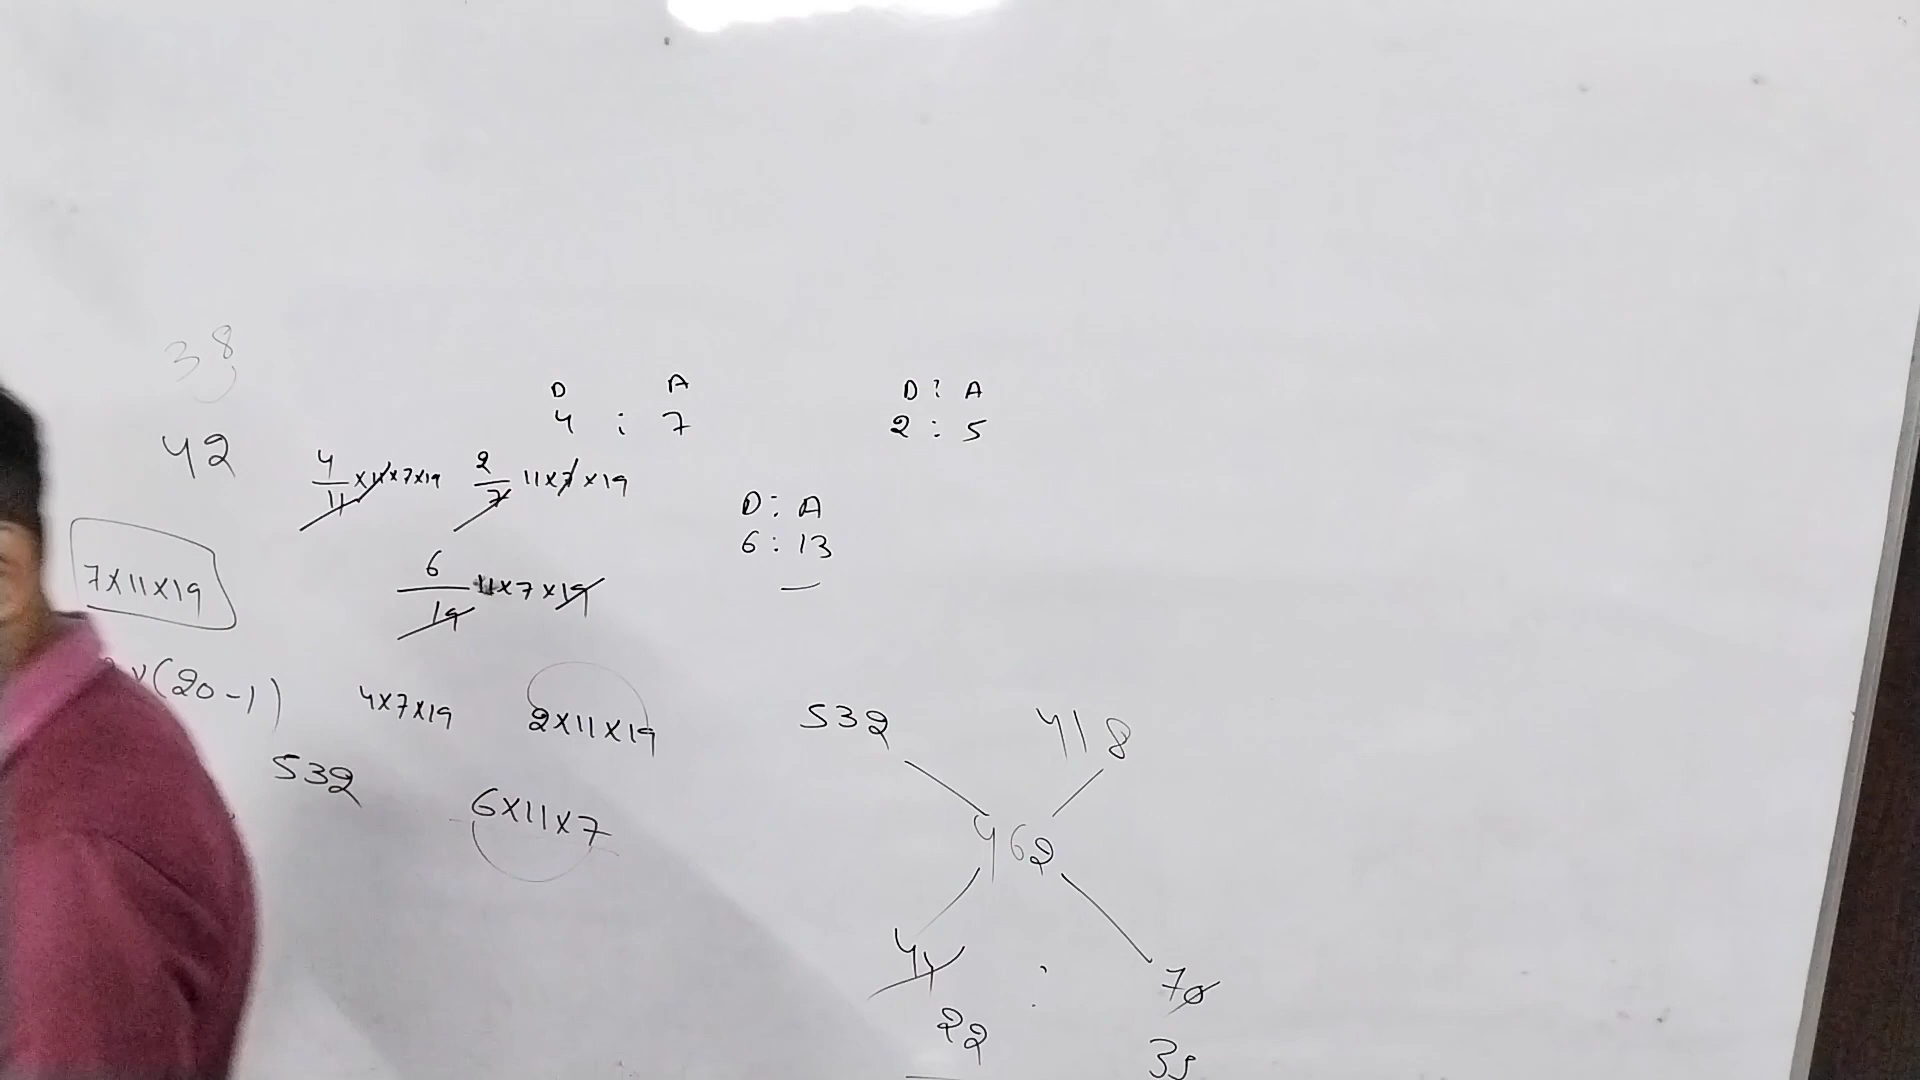 38
D : A
4 : 7
D : A
2 : 5
42
4/11 × 11 × 7 × 19
2/7 11 × 7 × 19
D : A
6 : 13
7×11×19
6/19 11 × 7 × 19
×(20-1)
4×7×19
2×11×19
532
418
532
6×11×7
462
44 : 70
22
35